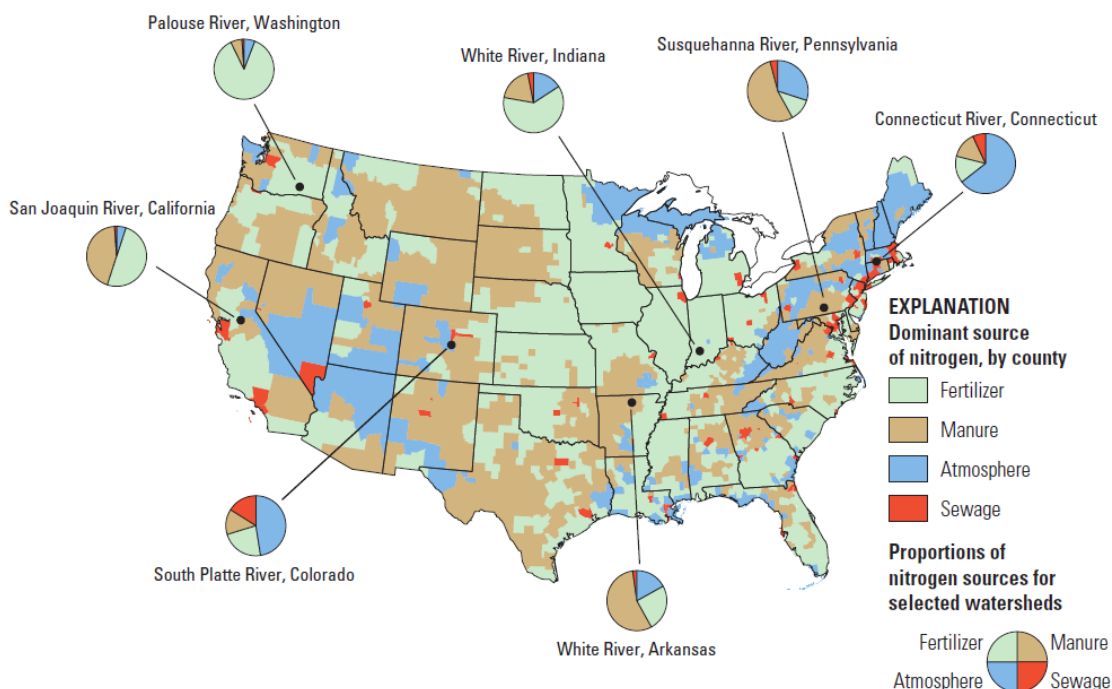 Palouse River, Washington
White River, Indiana
Susquehanna River, Pennsylvania
Connecticut River, Connecticut
San Joaquin River, California
South Platte River, Colorado
White River, Arkansas
EXPLANATION
Dominant source
of nitrogen, by county
Fertilizer
Manure
Atmosphere
Sewage
Proportions of
nitrogen sources for
selected watersheds
Fertilizer Manure
Atmosphere Sewage